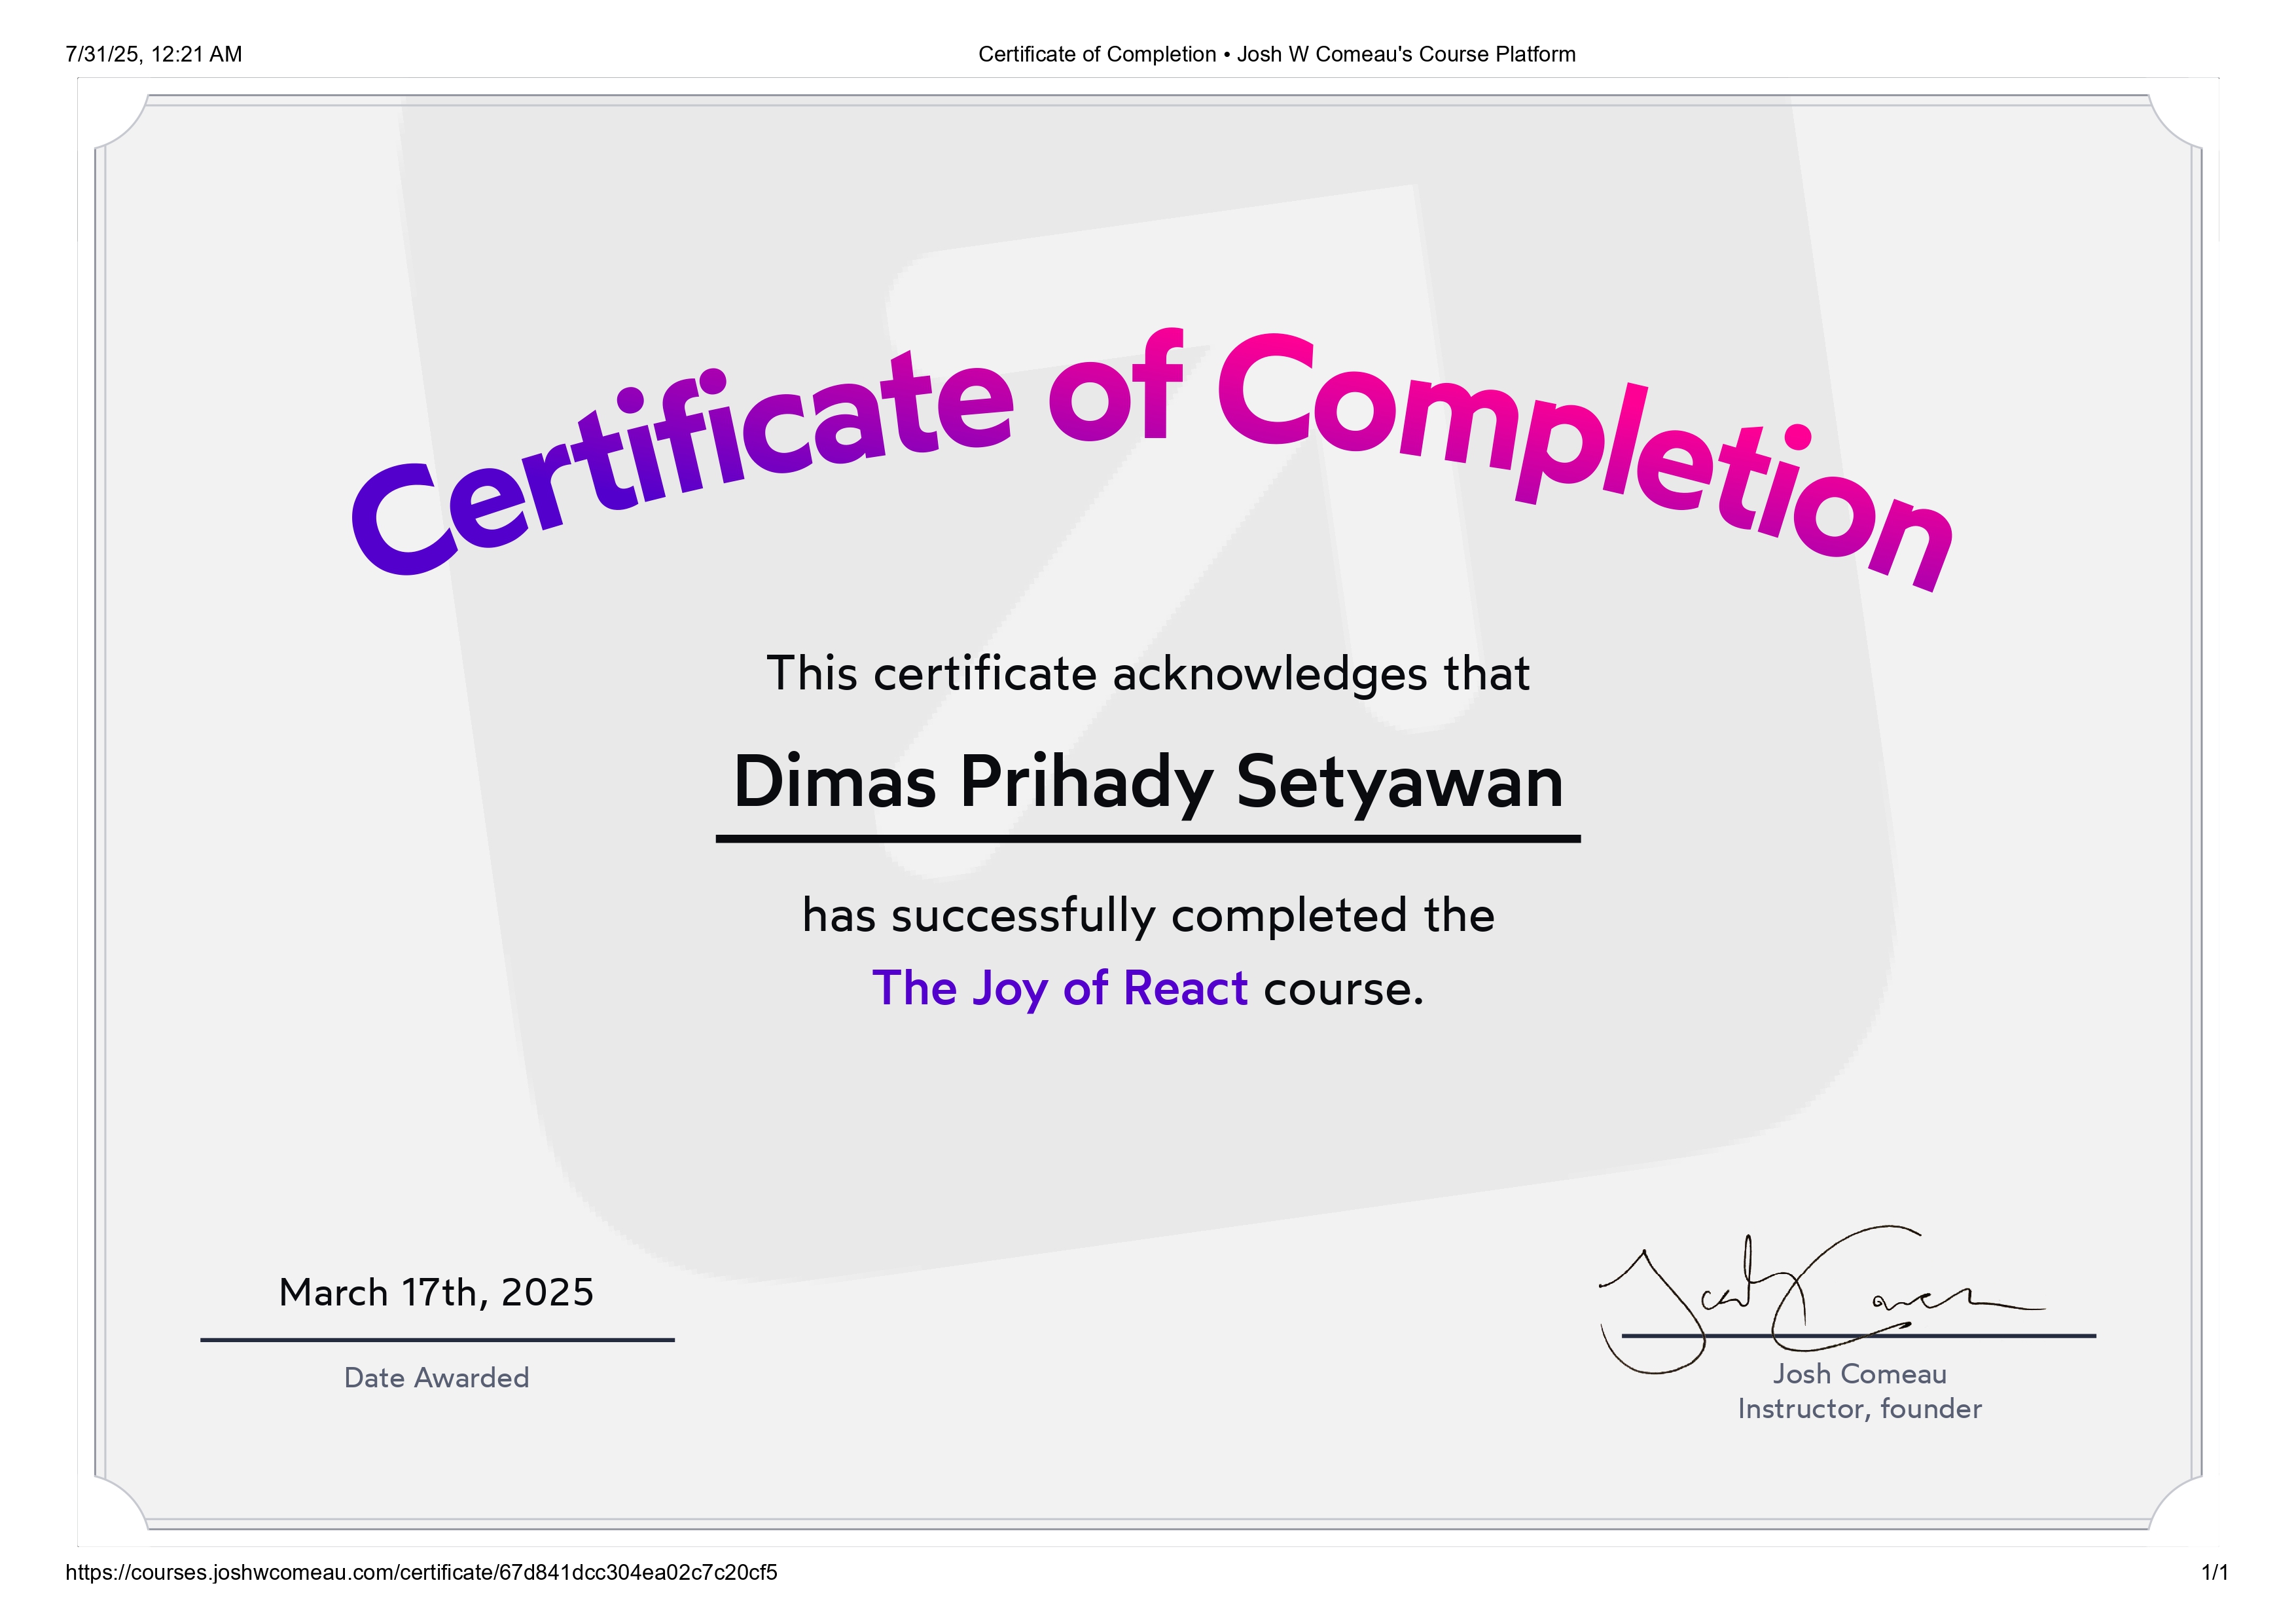 7/31/25, 12:21 AM
Certificate of Completion • Josh W Comeau's Course Platform
Certificate of Completion
This certificate acknowledges that
Dimas Prihady Setyawan
has successfully completed the
The Joy of React course.
March 17th, 2025
Date Awarded
Josh Comeau
Instructor, founder
https://courses.joshwcomeau.com/certificate/67d841dcc304ea02c7c20cf5
1/1